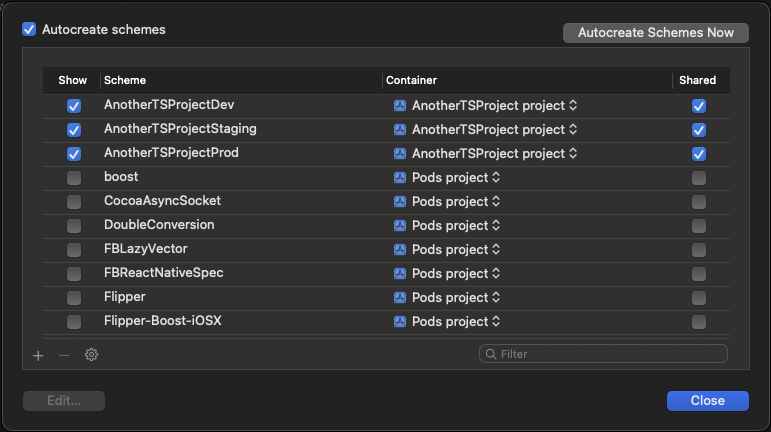 Autocreate schemes
Autocreate Schemes Now
Show Scheme Container Shared
AnotherTSProjectDev AnotherTSProject project
AnotherTSProjectStaging AnotherTSProject project
AnotherTSProjectProd AnotherTSProject project
boost Pods project
CocoaAsyncSocket Pods project
DoubleConversion Pods project
FBLazyVector Pods project
FBReactNativeSpec Pods project
Flipper Pods project
Flipper-Boost-iOSX Pods project
Filter
Edit... Close